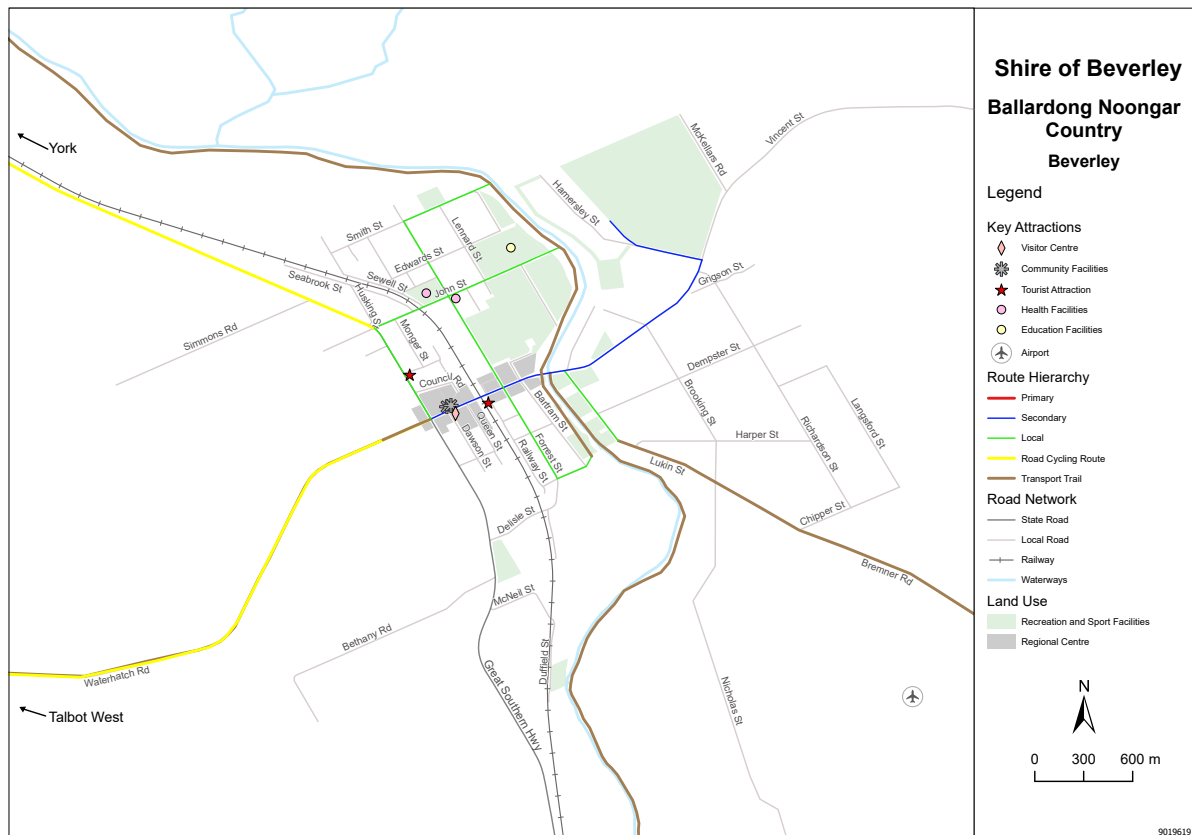 Shire of Beverley
Ballardong Noongar
Country
Beverley
Legend
Key Attractions
Visitor Centre
Community Facilities
Tourist Attraction
Health Facilities
Education Facilities
Airport
Route Hierarchy
Primary
Secondary
Local
Road Cycling Route
Transport Trail
Road Network
State Road
Local Road
Railway
Waterways
Land Use
Recreation and Sport Facilities
Regional Centre
N
0 300 600 m
9019619
York
Talbot West
McKellars Rd
Vincent St
Hamersley St
Smith St
Lennard St
Edwards St
Sewell St
Seabrook St
John St
Husking St
Monger St
Simmons Rd
Grigson St
Dempster St
Council Rd
Brooking St
Bartram St
Queen St
Dawson St
Railway St
Forrest St
Harper St
Richardson St
Langsford St
Lukin St
Chipper St
Bremner Rd
Delisle St
McNeil St
Bethany Rd
Duffield St
Waterhatch Rd
Great Southern Hwy
Nicholas St